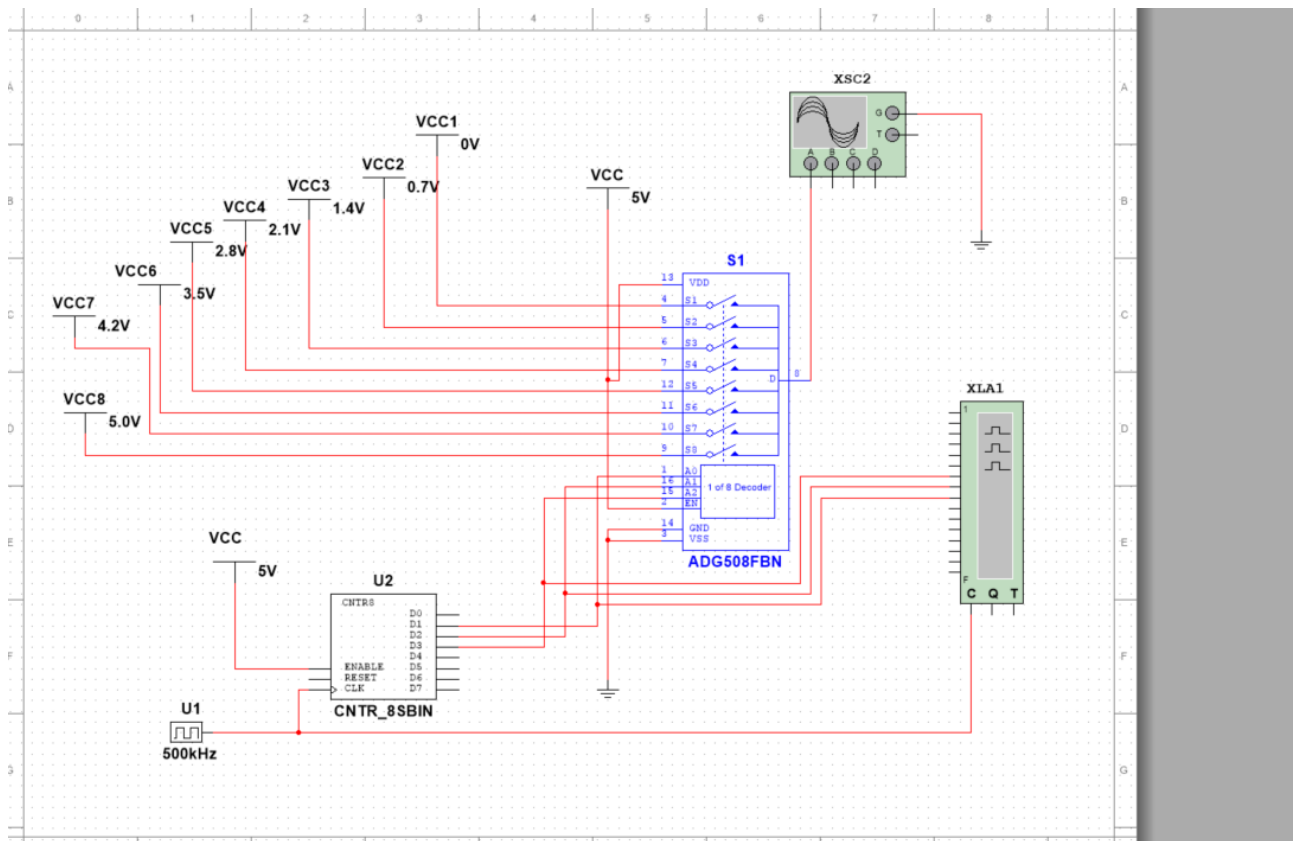 0 1 2 3 4 5 6 7 8
A A
XSC2
G
T
A B C D
VCC1
0V
VCC2
0.7V
VCC
5V
VCC3
1.4V
B B
VCC4
2.1V
VCC5
2.8V
VCC6
3.5V
S1
13 VDD
4 S1
5 S2
6 S3
7 S4
12 S5
11 S6
10 S7
9 S8
D 8
1 A0
16 A1
15 A2
2 EN
1 of 8 Decoder
14 GND
3 VSS
ADG508FBN
VCC7
4.2V
C C
VCC8
5.0V
XLA1
1
F
C Q T
D D
E E
VCC
5V
U2
CNTR8
D0
D1
D2
D3
D4
ENABLE D5
RESET D6
CLK D7
CNTR_8SBIN
F F
U1
500kHz
G G